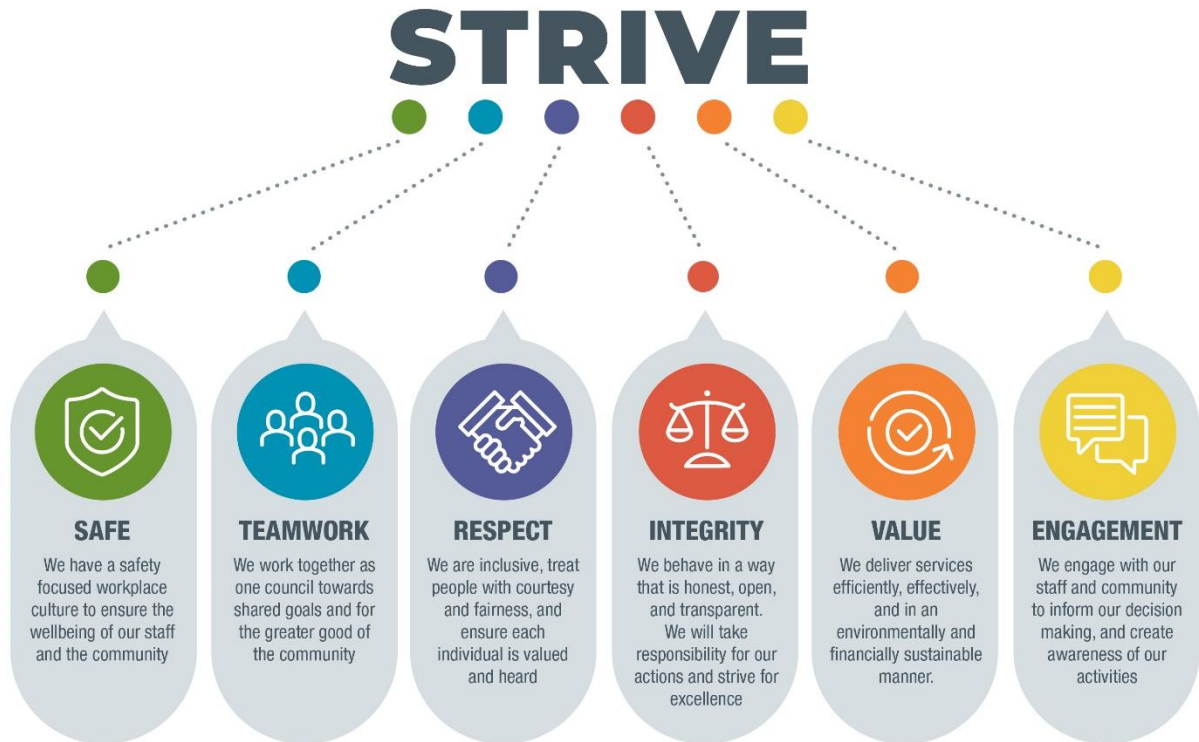 STRIVE
SAFE
We have a safety
focused workplace
culture to ensure the
wellbeing of our staff
and the community
TEAMWORK
We work together as
one council towards
shared goals and for
the greater good of
the community
RESPECT
We are inclusive, treat
people with courtesy
and fairness, and
ensure each
individual is valued
and heard
INTEGRITY
We behave in a way
that is honest, open,
and transparent.
We will take
responsibility for our
actions and strive for
excellence
VALUE
We deliver services
efficiently, effectively,
and in an
environmentally and
financially sustainable
manner.
ENGAGEMENT
We engage with our
staff and community
to inform our decision
making, and create
awareness of our
activities